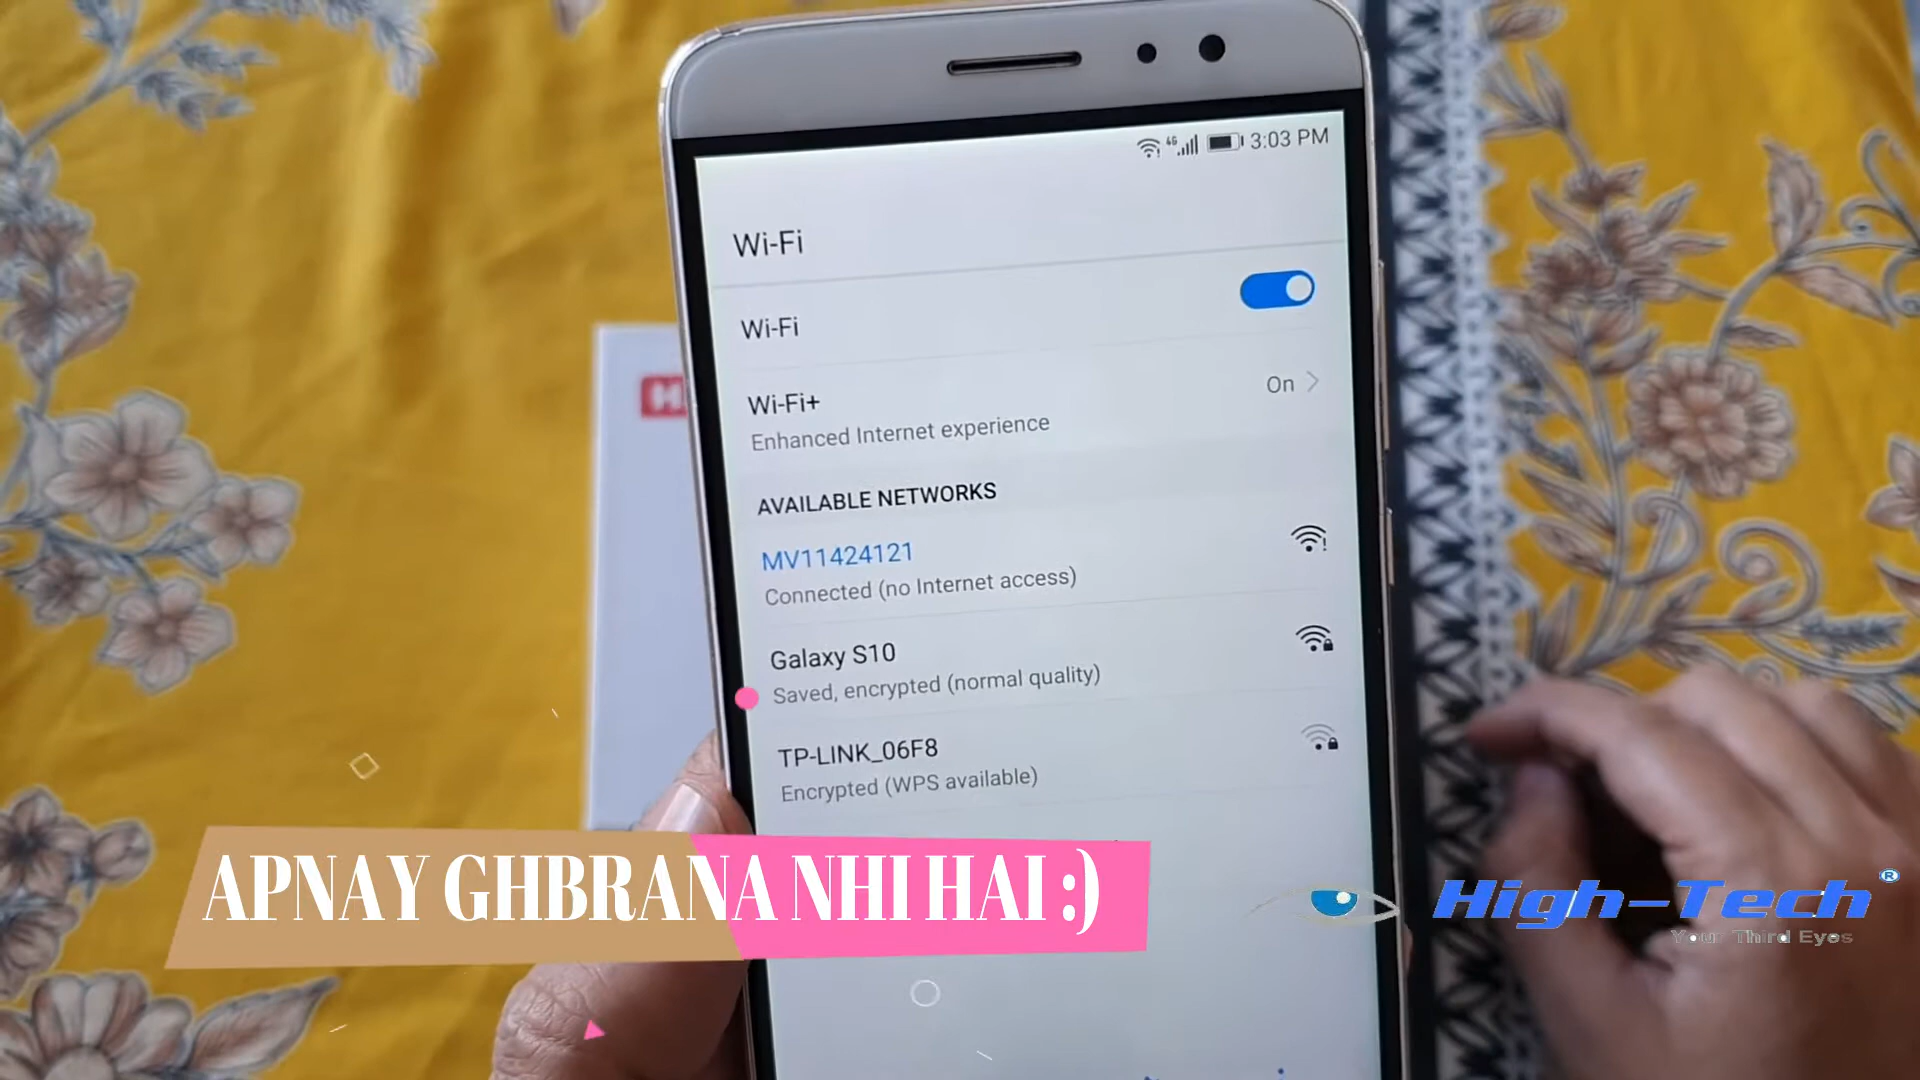 4G 3:03 PM
Wi-Fi
Wi-Fi
Wi-Fi+
On
Enhanced Internet experience
AVAILABLE NETWORKS
MV11424121
Connected (no Internet access)
Galaxy S10
Saved, encrypted (normal quality)
TP-LINK_06F8
Encrypted (WPS available)
APNAY GHBRANA NHI HAI :)
High-Tech®
Your Third Eyes